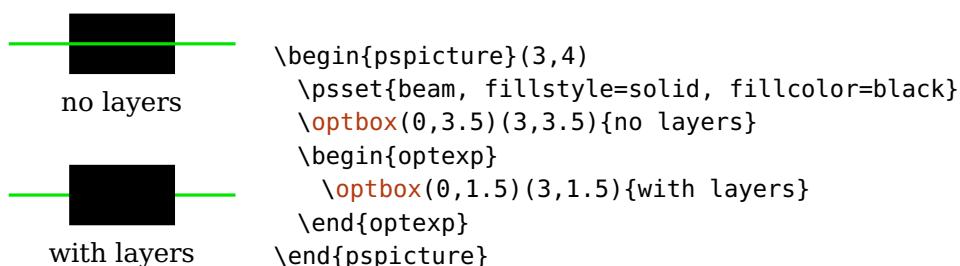 no layers
with layers
\begin{pspicture}(3,4)
  \psset{beam, fillstyle=solid, fillcolor=black}
  \optbox(0,3.5)(3,3.5){no layers}
  \begin{optexp}
    \optbox(0,1.5)(3,1.5){with layers}
  \end{optexp}
\end{pspicture}